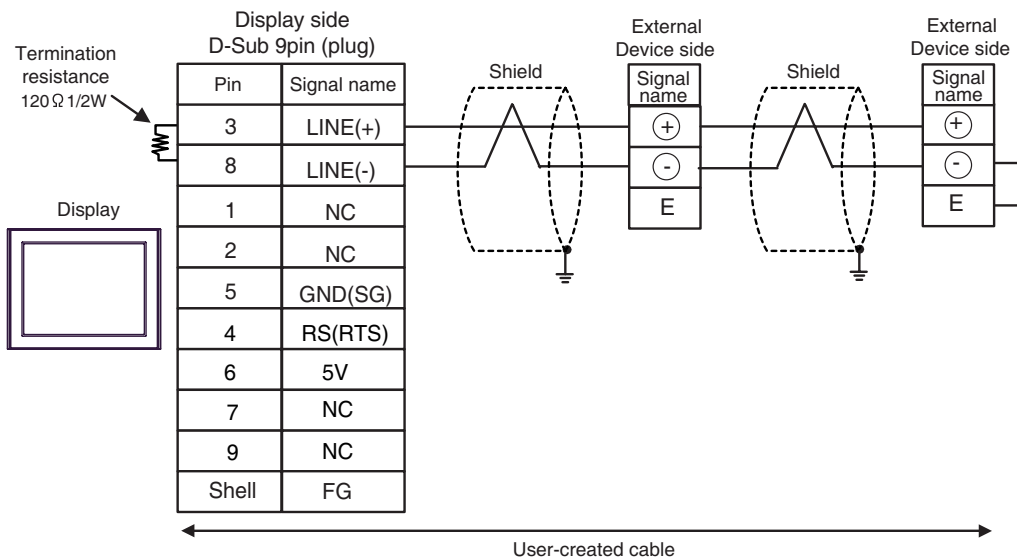 Display side
D-Sub 9pin (plug)
Termination
resistance
120Ω 1/2W
Display
Pin Signal name
3 LINE(+)
8 LINE(-)
1 NC
2 NC
5 GND(SG)
4 RS(RTS)
6 5V
7 NC
9 NC
Shell FG
Shield
External
Device side
Signal
name
+
-
E
Shield
External
Device side
Signal
name
+
-
E
User-created cable